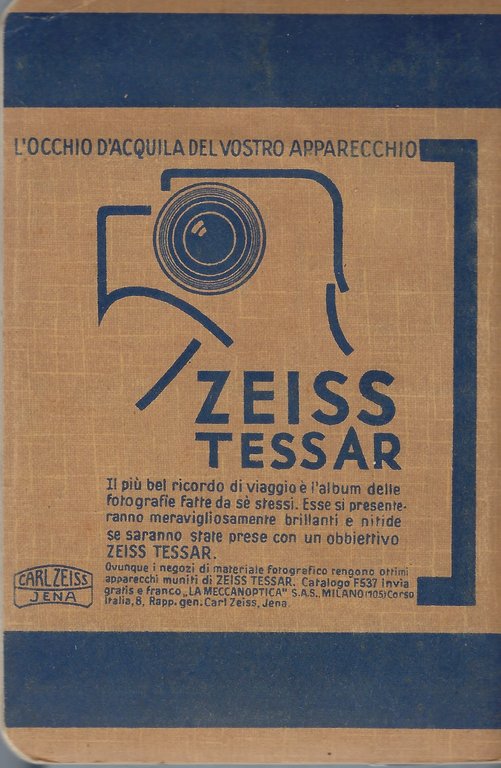 L'OCCHIO D'ACQUILA DEL VOSTRO APPARECCHIO
ZEISS
TESSAR
Il più bel ricordo di viaggio è l'album delle
fotografie fatte da sè stessi. Esse si presente-
ranno meravigliosamente brillanti e nitide
se saranno state prese con un obbiettivo
ZEISS TESSAR.
Ovunque i negozi di materiale fotografico rengono ottimi
apparecchi muniti di ZEISS TESSAR. Catalogo F537 invia
gratis e franco „LA MECCANOPTICA" S.A.S., MILANO (105) Corso
Italia, 8, Rapp. gen. Carl Zeiss, Jena.
CARL ZEISS
JENA